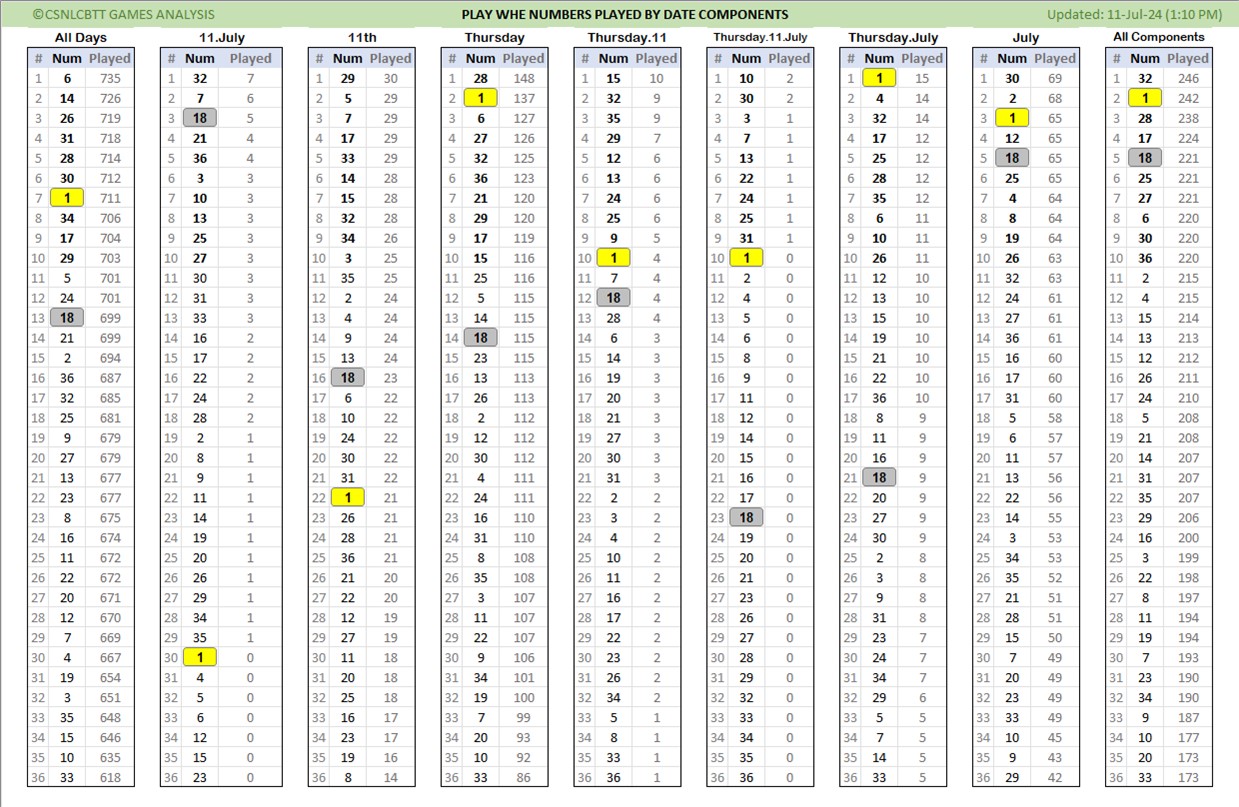 ©CSNLCBTT GAMES ANALYSIS PLAY WHE NUMBERS PLAYED BY DATE COMPONENTS Updated: 11-Jul-24 (1:10 PM)
All Days 11.July 11th Thursday Thursday.11 Thursday.11.July Thursday.July July All Components
# Num Played # Num Played # Num Played # Num Played # Num Played # Num Played # Num Played # Num Played # Num Played
1 6 735 1 32 7 1 29 30 1 28 148 1 15 10 1 10 2 1 1 15 1 30 69 1 32 246
2 14 726 2 7 6 2 5 29 2 1 137 2 32 9 2 30 2 2 4 14 2 2 68 2 1 242
3 26 719 3 18 5 3 7 29 3 6 127 3 35 9 3 3 1 3 32 14 3 1 65 3 28 238
4 31 718 4 21 4 4 17 29 4 27 126 4 29 7 4 7 1 4 17 12 4 12 65 4 17 224
5 28 714 5 36 4 5 33 29 5 32 125 5 12 6 5 13 1 5 25 12 5 18 65 5 18 221
6 30 712 6 3 3 6 14 28 6 36 123 6 13 6 6 22 1 6 28 12 6 25 65 6 25 221
7 1 711 7 10 3 7 15 28 7 21 120 7 24 6 7 24 1 7 35 12 7 4 64 7 27 221
8 34 706 8 13 3 8 32 28 8 29 120 8 25 6 8 25 1 8 6 11 8 8 64 8 6 220
9 17 704 9 25 3 9 34 26 9 17 119 9 9 5 9 31 1 9 10 11 9 19 64 9 30 220
10 29 703 10 27 3 10 3 25 10 15 116 10 1 4 10 1 0 10 26 11 10 26 63 10 36 220
11 5 701 11 30 3 11 35 25 11 25 116 11 7 4 11 2 0 11 12 10 11 32 63 11 2 215
12 24 701 12 31 3 12 2 24 12 5 115 12 18 4 12 4 0 12 13 10 12 24 61 12 4 215
13 18 699 13 33 3 13 4 24 13 14 115 13 28 4 13 5 0 13 15 10 13 27 61 13 15 214
14 21 699 14 16 2 14 9 24 14 18 115 14 6 3 14 6 0 14 19 10 14 36 61 14 13 213
15 2 694 15 17 2 15 13 24 15 23 115 15 14 3 15 8 0 15 21 10 15 16 60 15 12 212
16 36 687 16 22 2 16 18 23 16 13 113 16 19 3 16 9 0 16 22 10 16 17 60 16 26 211
17 32 685 17 24 2 17 6 22 17 26 113 17 20 3 17 11 0 17 36 10 17 31 60 17 24 210
18 25 681 18 28 2 18 10 22 18 2 112 18 21 3 18 12 0 18 8 9 18 5 58 18 5 208
19 9 679 19 2 1 19 24 22 19 12 112 19 27 3 19 14 0 19 11 9 19 6 57 19 21 208
20 27 679 20 8 1 20 30 22 20 30 112 20 30 3 20 15 0 20 16 9 20 11 57 20 14 207
21 13 677 21 9 1 21 31 22 21 4 111 21 31 3 21 16 0 21 18 9 21 13 56 21 31 207
22 23 677 22 11 1 22 1 21 22 24 111 22 2 2 22 17 0 22 20 9 22 22 56 22 35 207
23 8 675 23 14 1 23 26 21 23 16 110 23 3 2 23 18 0 23 27 9 23 14 55 23 29 206
24 16 674 24 19 1 24 28 21 24 31 110 24 4 2 24 19 0 24 30 9 24 3 53 24 16 200
25 11 672 25 20 1 25 36 21 25 8 108 25 10 2 25 20 0 25 2 8 25 34 53 25 3 199
26 22 672 26 26 1 26 21 20 26 35 108 26 11 2 26 21 0 26 3 8 26 35 52 26 22 198
27 20 671 27 29 1 27 22 20 27 3 107 27 16 2 27 23 0 27 9 8 27 21 51 27 8 197
28 12 670 28 34 1 28 12 19 28 11 107 28 17 2 28 26 0 28 31 8 28 28 51 28 11 194
29 7 669 29 35 1 29 27 19 29 22 107 29 22 2 29 27 0 29 23 7 29 15 50 29 19 194
30 4 667 30 1 0 30 11 18 30 9 106 30 23 2 30 28 0 30 24 7 30 7 49 30 7 193
31 19 654 31 4 0 31 20 18 31 34 101 31 26 2 31 29 0 31 34 7 31 20 49 31 23 190
32 3 651 32 5 0 32 25 18 32 19 100 32 34 2 32 32 0 32 29 6 32 23 49 32 34 190
33 35 648 33 6 0 33 16 17 33 7 99 33 5 1 33 33 0 33 5 5 33 33 49 33 9 187
34 15 646 34 12 0 34 23 17 34 20 93 34 8 1 34 34 0 34 7 5 34 10 45 34 10 177
35 10 635 35 15 0 35 19 16 35 10 92 35 33 1 35 35 0 35 14 5 35 9 43 35 20 173
36 33 618 36 23 0 36 8 14 36 33 86 36 36 1 36 36 0 36 33 5 36 29 42 36 33 173